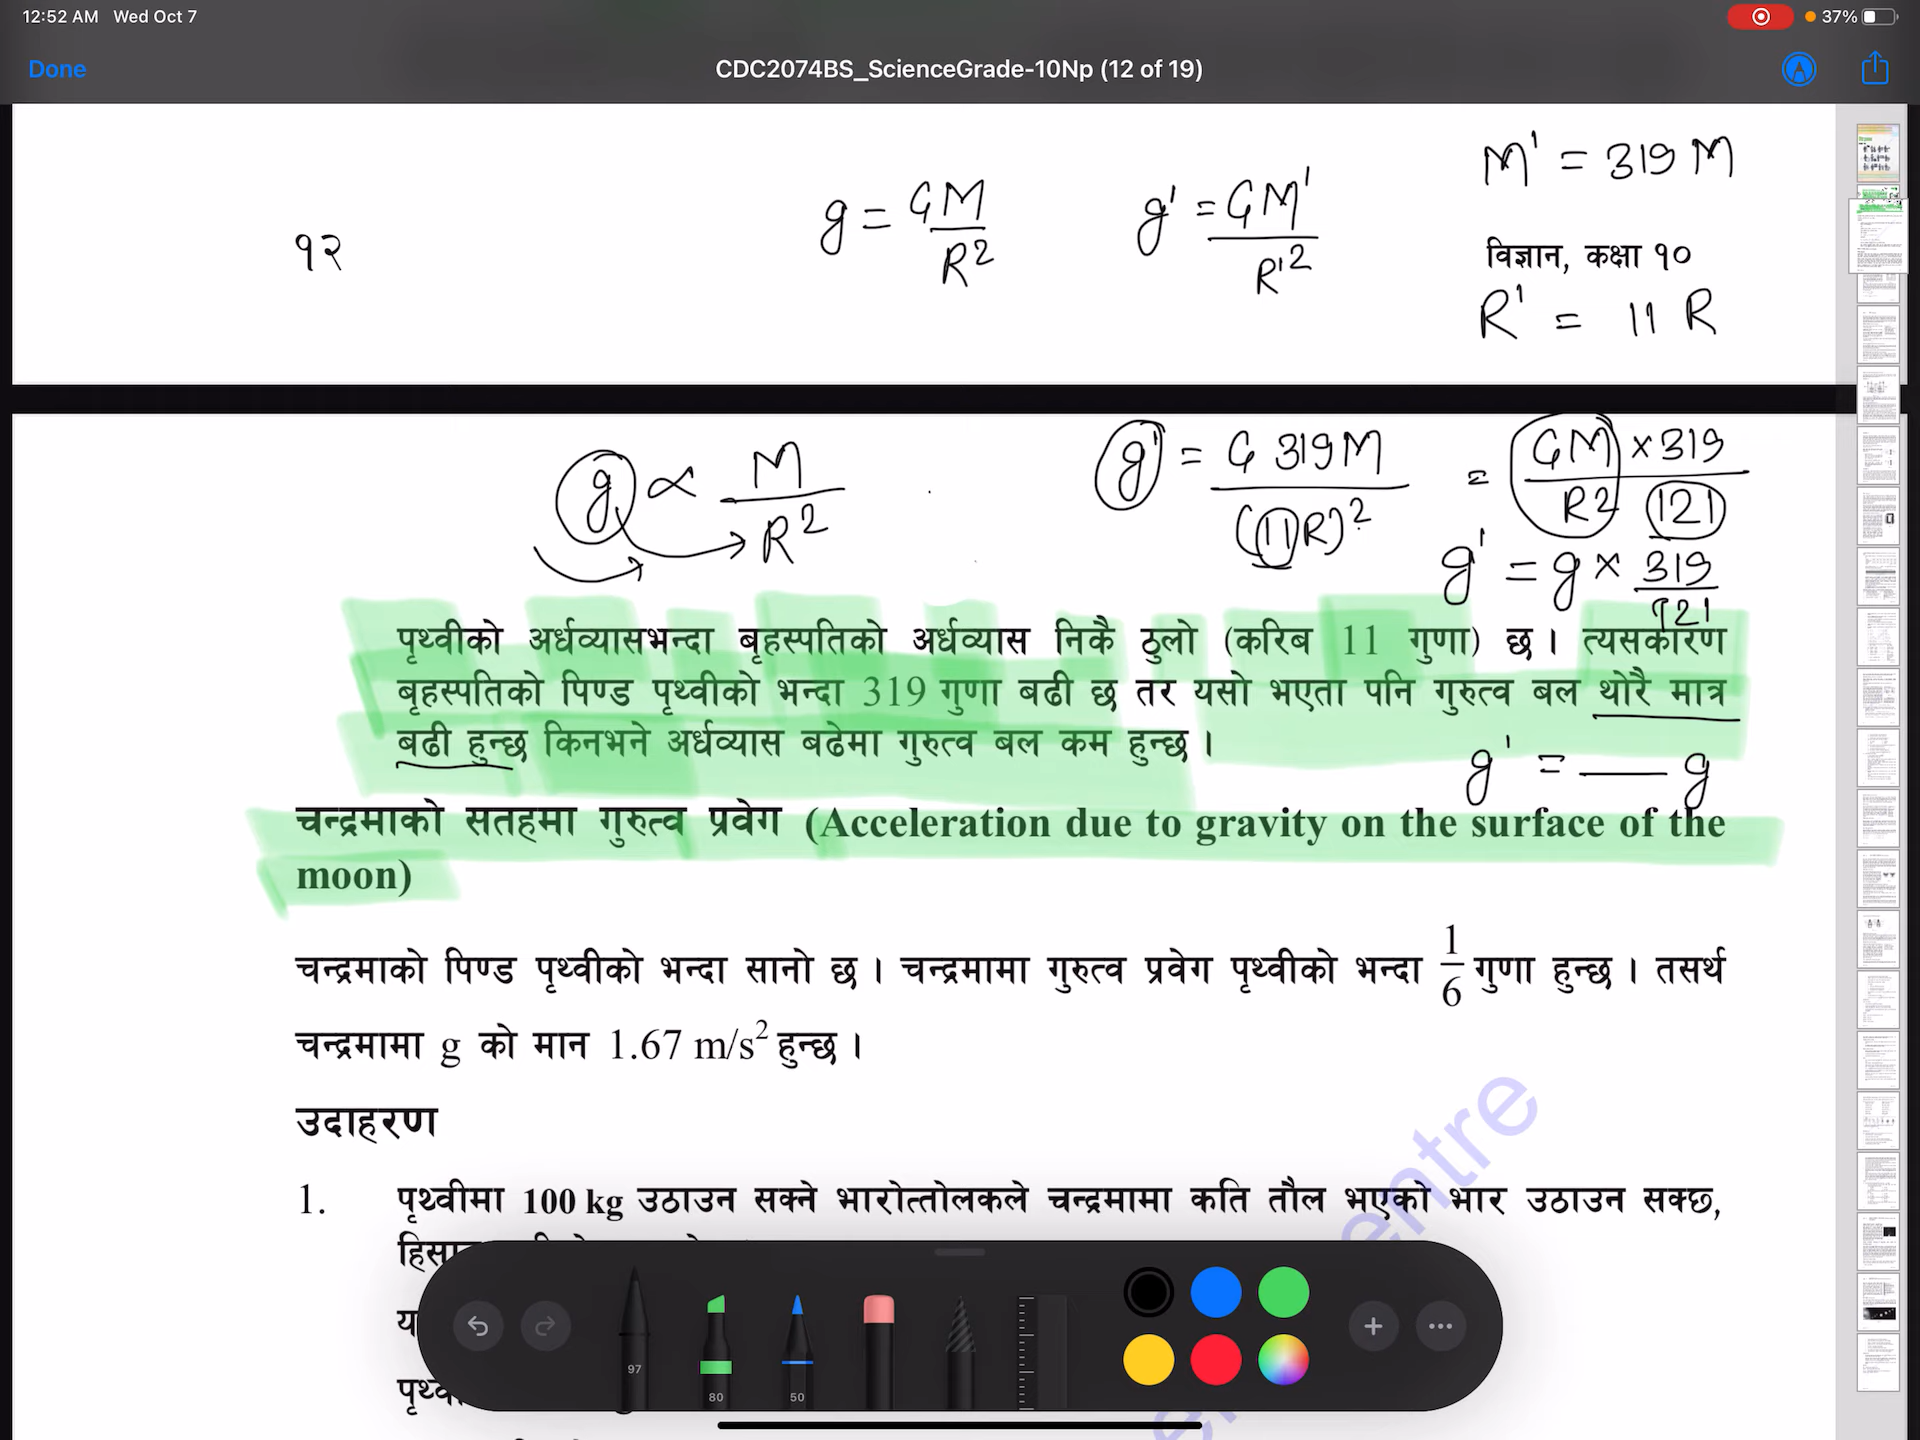 12:52 AM Wed Oct 7
37%
Done
CDC2074BS_ScienceGrade-10Np (12 of 19)
M' = 319 M
g = GM / R²
g' = GM' / R'²
१२
विज्ञान, कक्षा १०
R' = 11 R
g ∝ M / R²
g' = G 319M / (11R)² = GM × 319 / R² 121
g' = g × 319 / 121
पृथ्वीको अर्धव्यासभन्दा बृहस्पतिको अर्धव्यास निकै ठुलो (करिब 11 गुणा) छ । त्यसकारण
बृहस्पतिको पिण्ड पृथ्वीको भन्दा 319 गुणा बढी छ तर यसो भएता पनि गुरुत्व बल थोरै मात्र
बढी हुन्छ किनभने अर्धव्यास बढेमा गुरुत्व बल कम हुन्छ ।
g' = __ g
चन्द्रमाको सतहमा गुरुत्व प्रवेग (Acceleration due to gravity on the surface of the
moon)
चन्द्रमाको पिण्ड पृथ्वीको भन्दा सानो छ । चन्द्रमामा गुरुत्व प्रवेग पृथ्वीको भन्दा 1/6 गुणा हुन्छ । तसर्थ
चन्द्रमामा g को मान 1.67 m/s² हुन्छ ।
उदाहरण
1. पृथ्वीमा 100 kg उठाउन सक्ने भारोत्तोलकले चन्द्रमामा कति तौल भएको भार उठाउन सक्छ,
97
80
50